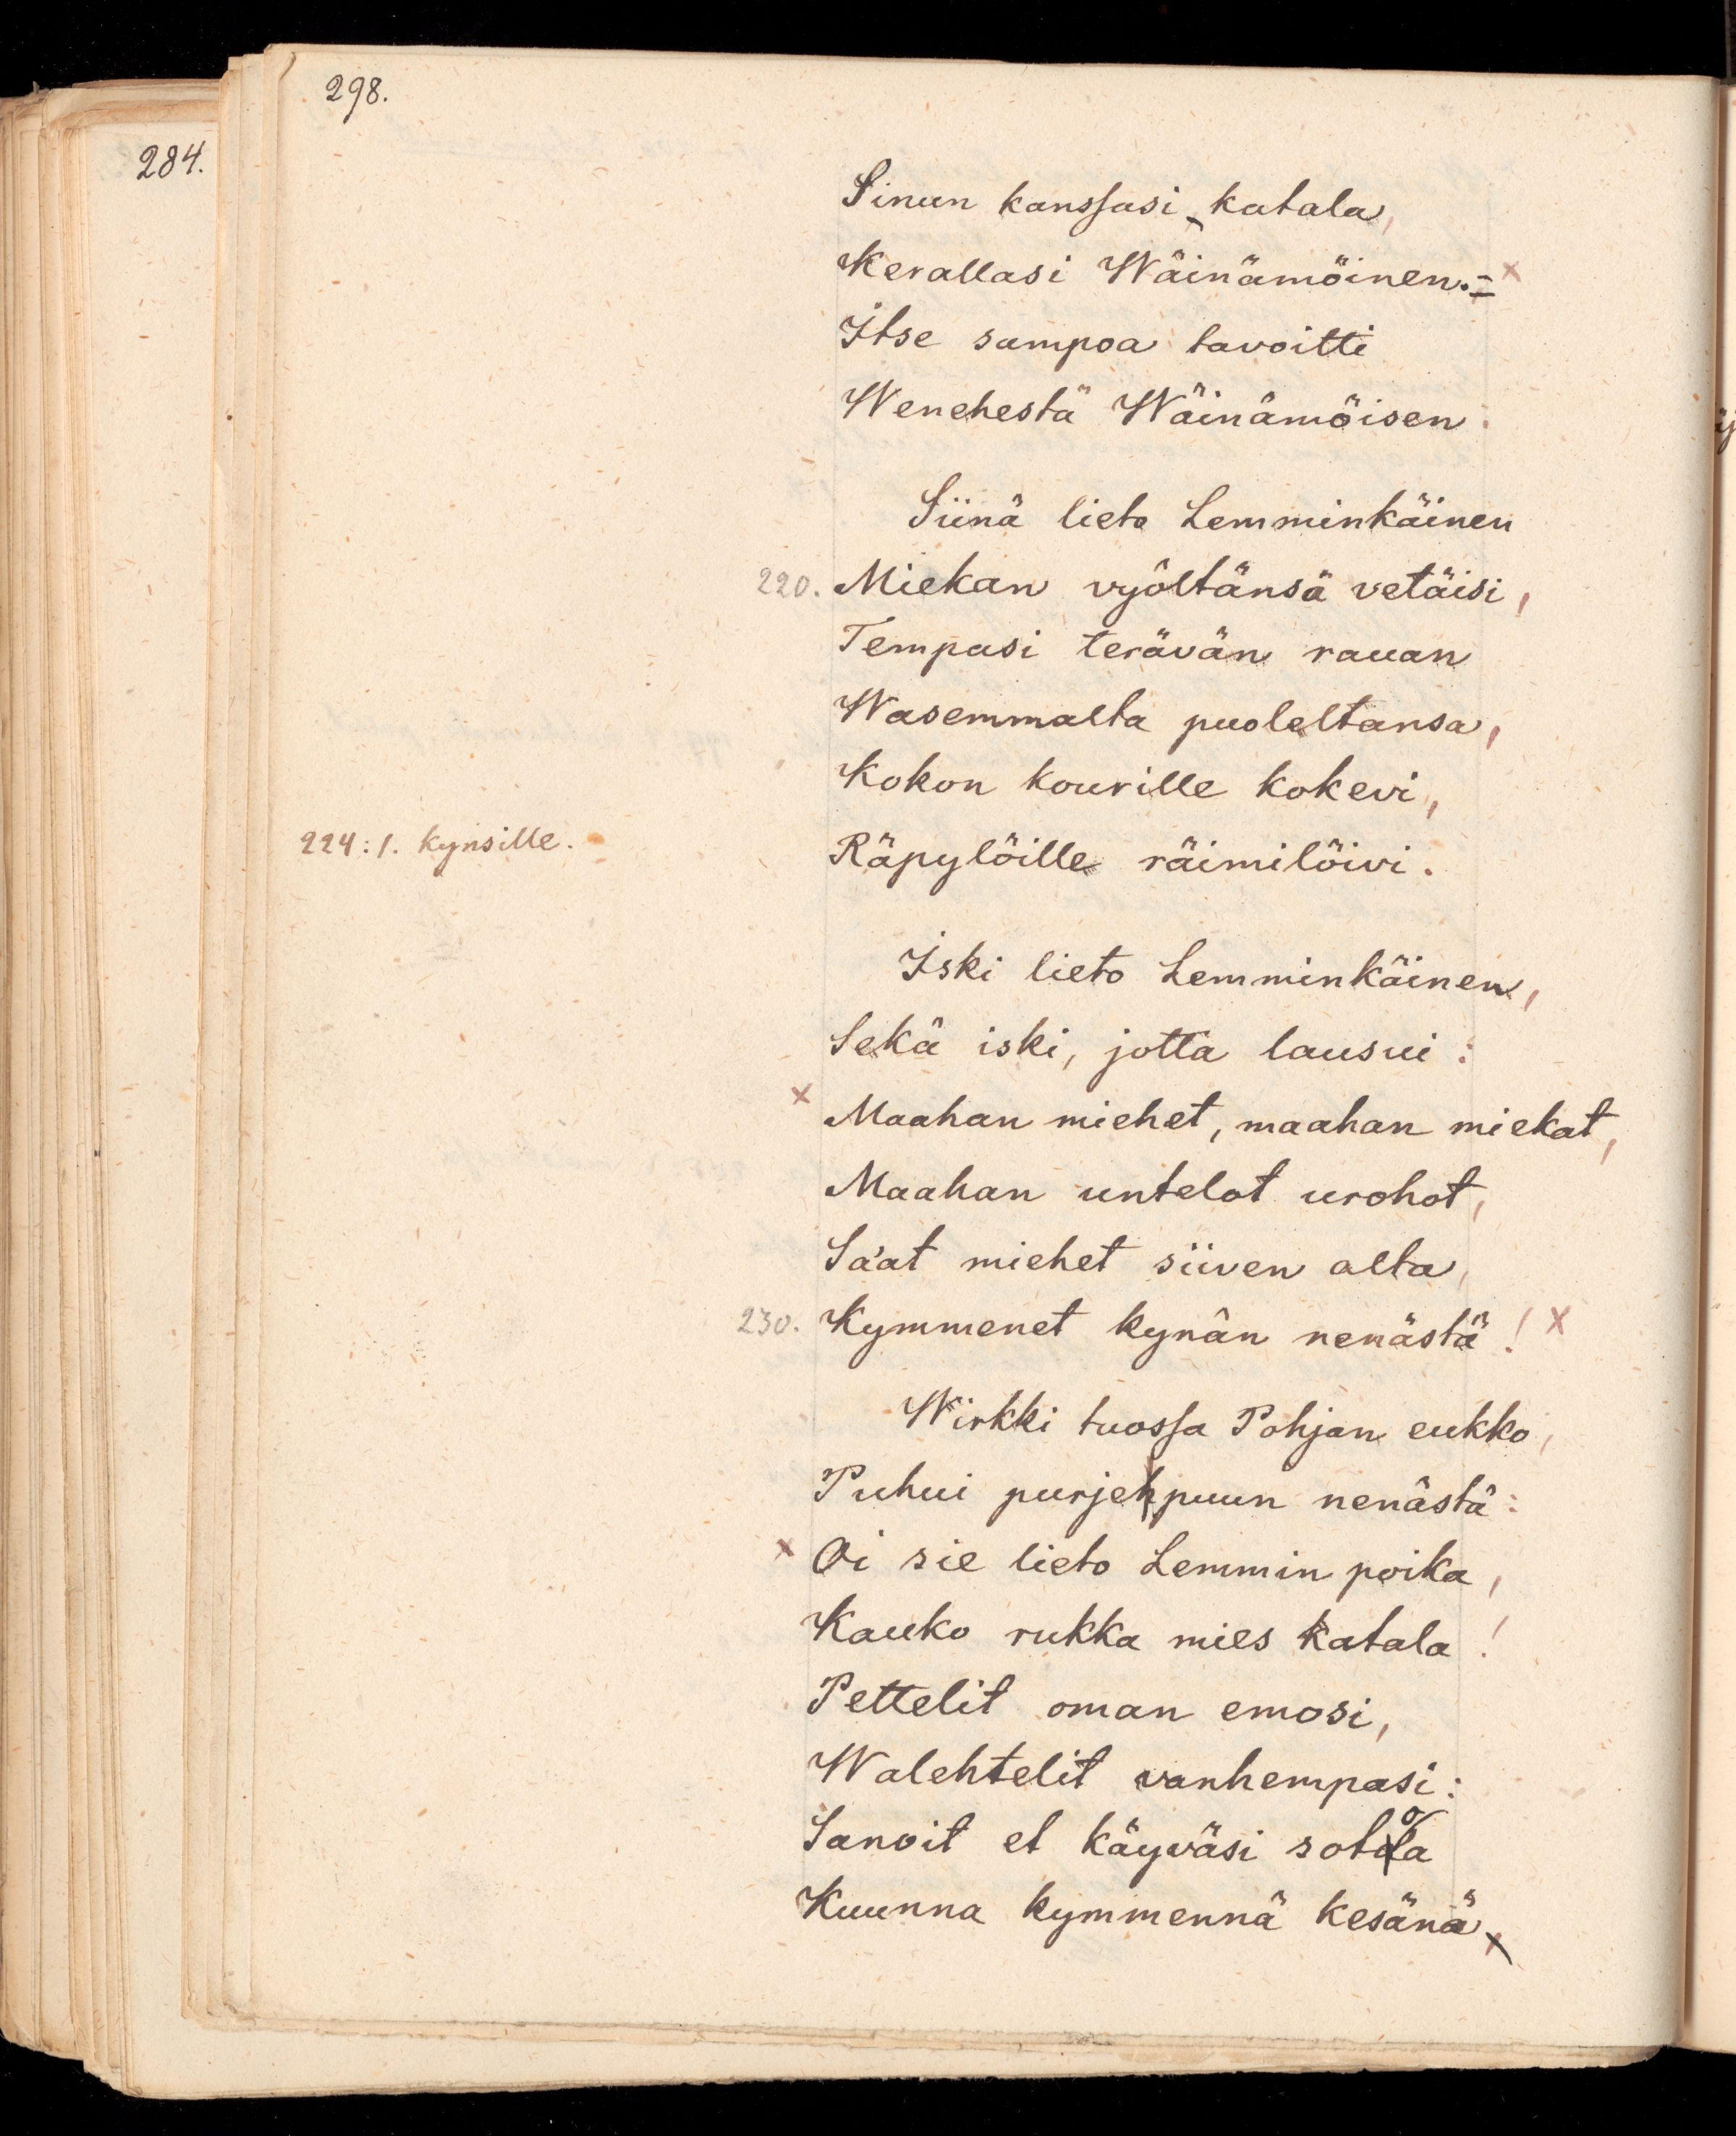 298.
284.
Sinun kanssasi katala,
Kerallasi Wäinämöinen.= x
Itse sampoa tavoitti
Wenehestä Wäinämöisen.
Siinä lieto Lemminkäinen
220. Miekan vyöltänsä vetäisi,
Tempasi terävän rauan
Wasemmalta puoleltansa,
Kokon kourille kokevi,
224: 1. kynsille.
Räpylöille räimilöivi.
Iski lieto Lemminkäinen,
Sekä iski, jotta lausui:
x Maahan miehet, maahan miekat,
Maahan untelot urohot,
Sa'at miehet siiven alta,
230. Kymmenet kynän nenästä! x
Wirkki tuossa Pohjan eukko,
Puhui purjehpuun nenästä:
x Oi sie lieto Lemmin poika,
Kauko rukka mies katala!
Pettelit oman emosi,
Walehtelit vanhempasi:
Sanoit et käyväsi sotoa
Kuunna kymmennä kesänä,